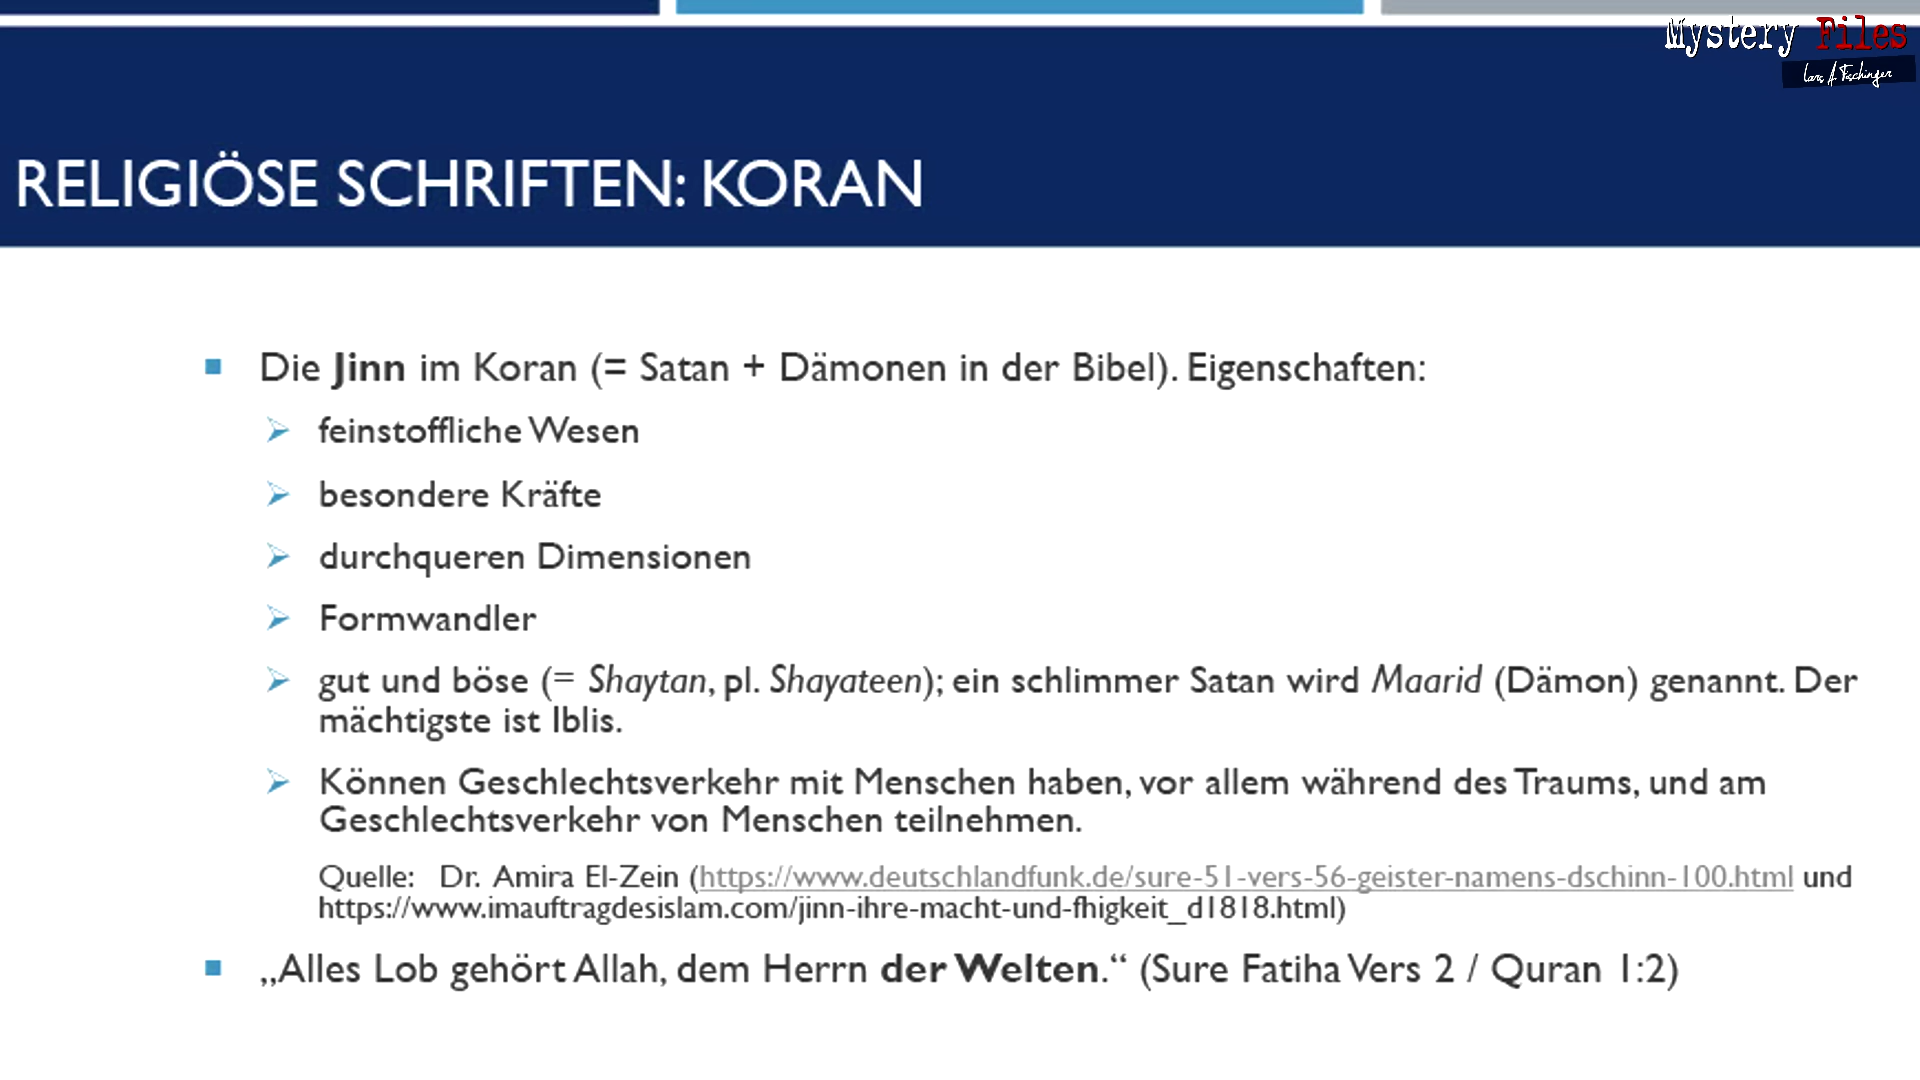 Mystery Files
Lars A. Fischinger
RELIGIÖSE SCHRIFTEN: KORAN
Die Jinn im Koran (= Satan + Dämonen in der Bibel). Eigenschaften:
feinstoffliche Wesen
besondere Kräfte
durchqueren Dimensionen
Formwandler
gut und böse (= Shaytan, pl. Shayateen); ein schlimmer Satan wird Maarid (Dämon) genannt. Der
mächtigste ist Iblis.
Können Geschlechtsverkehr mit Menschen haben, vor allem während des Traums, und am
Geschlechtsverkehr von Menschen teilnehmen.
Quelle: Dr. Amira El-Zein (https://www.deutschlandfunk.de/sure-51-vers-56-geister-namens-dschinn-100.html und
https://www.imauftragdesislam.com/jinn-ihre-macht-und-fhigkeit_d1818.html)
„Alles Lob gehört Allah, dem Herrn der Welten.“ (Sure Fatiha Vers 2 / Quran 1:2)